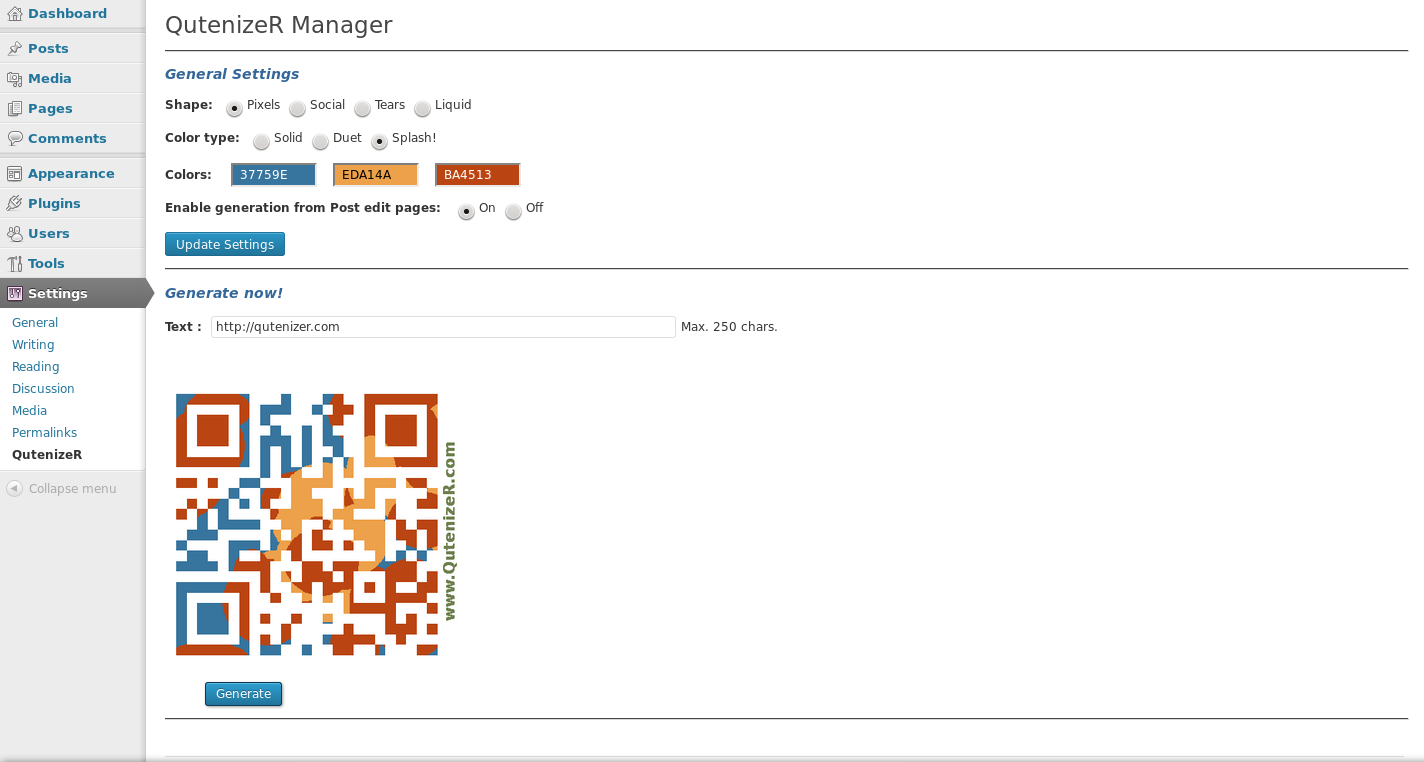 Dashboard
Posts
Media
Pages
Comments
Appearance
Plugins
Users
Tools
Settings
General
Writing
Reading
Discussion
Media
Permalinks
QutenizeR
Collapse menu
QutenizeR Manager
General Settings
Shape: Pixels Social Tears Liquid
Color type: Solid Duet Splash!
Colors: 37759E EDA14A BA4513
Enable generation from Post edit pages: On Off
Update Settings
Generate now!
Text : http://qutenizer.com Max. 250 chars.
www.QutenizeR.com
Generate